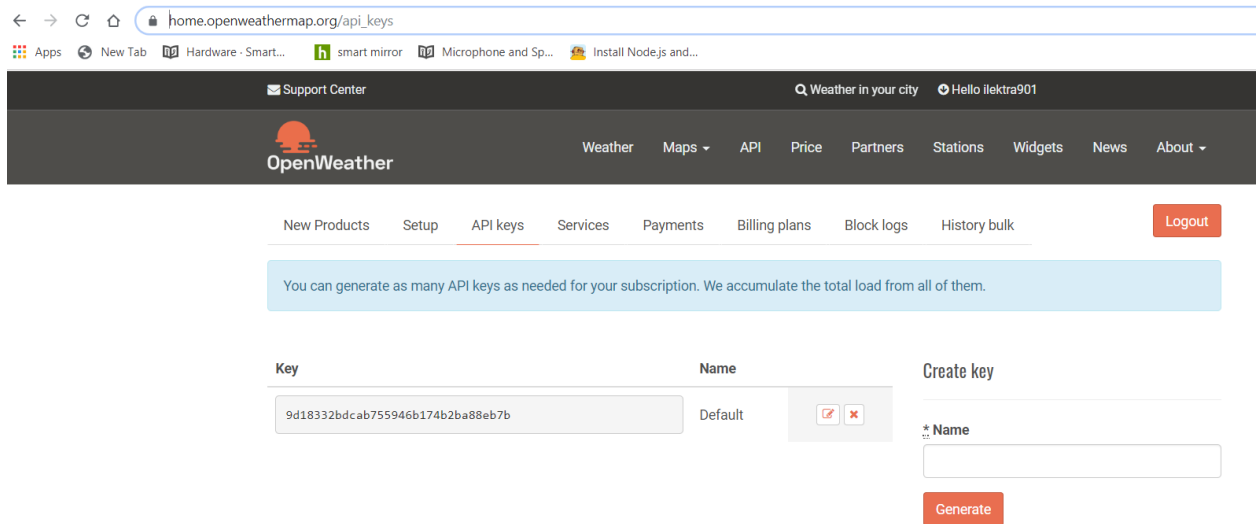 home.openweathermap.org/api_keys
Apps New Tab Hardware · Smart... smart mirror Microphone and Sp... Install Node.js and...
Support Center Weather in your city Hello ilektra901
OpenWeather Weather Maps API Price Partners Stations Widgets News About
New Products Setup API keys Services Payments Billing plans Block logs History bulk Logout
You can generate as many API keys as needed for your subscription. We accumulate the total load from all of them.
Key Name Create key
9d18332bdcab755946b174b2ba88eb7b Default
* Name
Generate